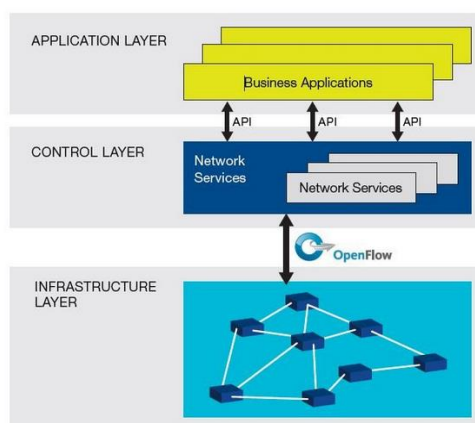 APPLICATION LAYER
Business Applications
API
API
API
CONTROL LAYER
Network
Services
Network Services
OpenFlow
INFRASTRUCTURE
LAYER